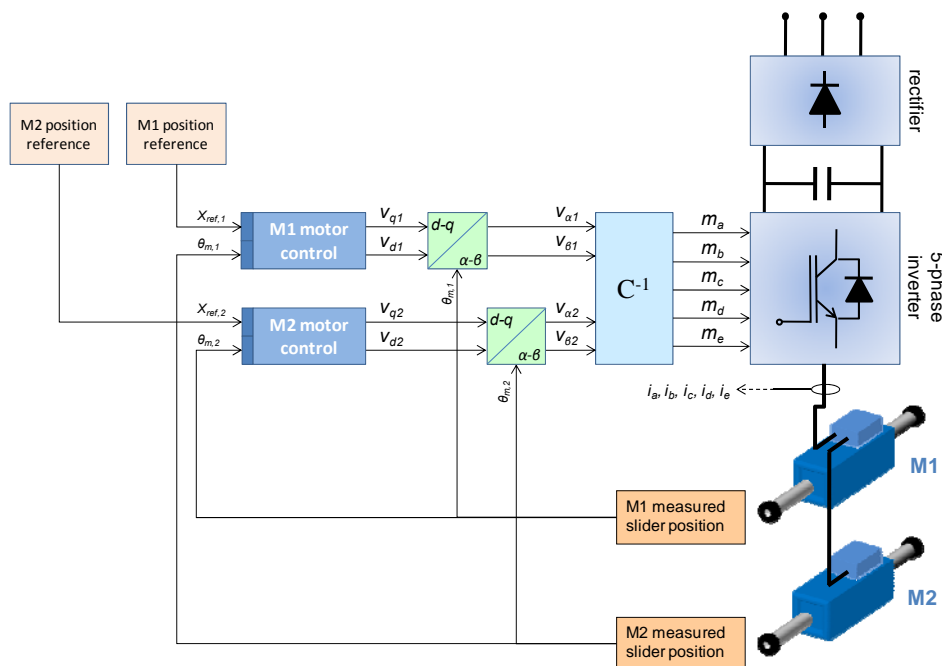 rectifier
M2 position
reference
M1 position
reference
X_ref,1
θ_m,1
M1 motor
control
V_q1
V_d1
d-q
α-β
θ_m,1
V_α1
V_β1
X_ref,2
θ_m,2
M2 motor
control
V_q2
V_d2
d-q
α-β
θ_m,2
V_α2
V_β2
C⁻¹
m_a
m_b
m_c
m_d
m_e
5-phase
inverter
i_a, i_b, i_c, i_d, i_e
M1
M1 measured
slider position
M2
M2 measured
slider position